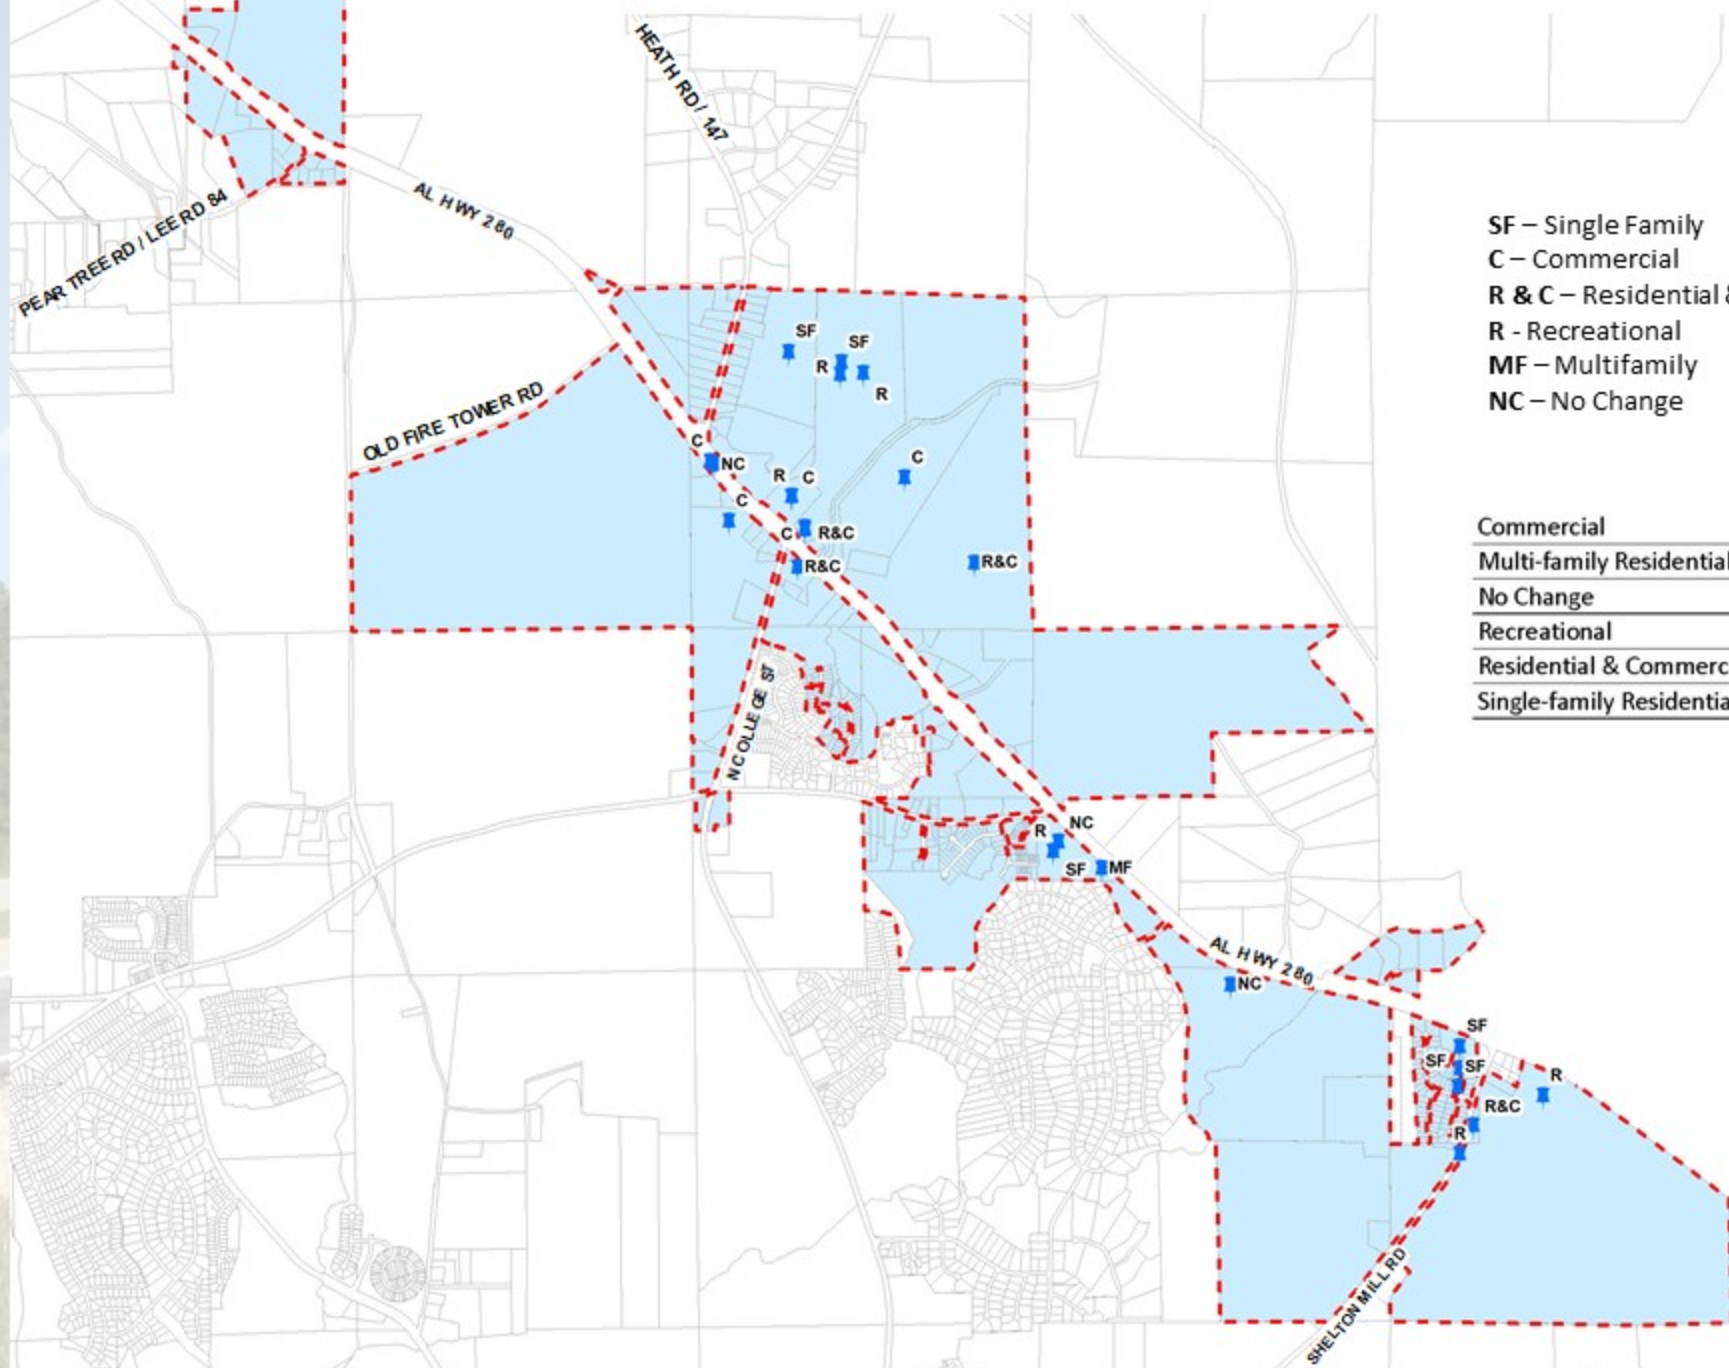 HEATH RD / 147
AL HWY 280
PEAR TREE RD / LEE RD 84
SF – Single Family
C – Commercial
R & C – Residential &
R - Recreational
MF – Multifamily
NC – No Change
SF
SF
R
R
OLD FIRE TOWER RD
C
NC
C
R C
C
C
R&C
R&C
R&C
Commercial
Multi-family Residential
No Change
Recreational
Residential & Commerc
Single-family Residentia
N COLLEGE ST
NC
R
SF
MF
AL HWY 280
NC
SF
SF
SF
R
R&C
R
SHELTON MILL RD